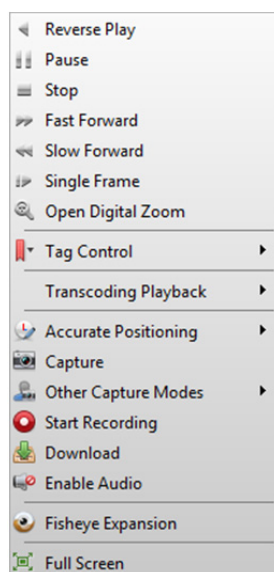 Reverse Play
Pause
Stop
Fast Forward
Slow Forward
Single Frame
Open Digital Zoom
Tag Control
Transcoding Playback
Accurate Positioning
Capture
Other Capture Modes
Start Recording
Download
Enable Audio
Fisheye Expansion
Full Screen